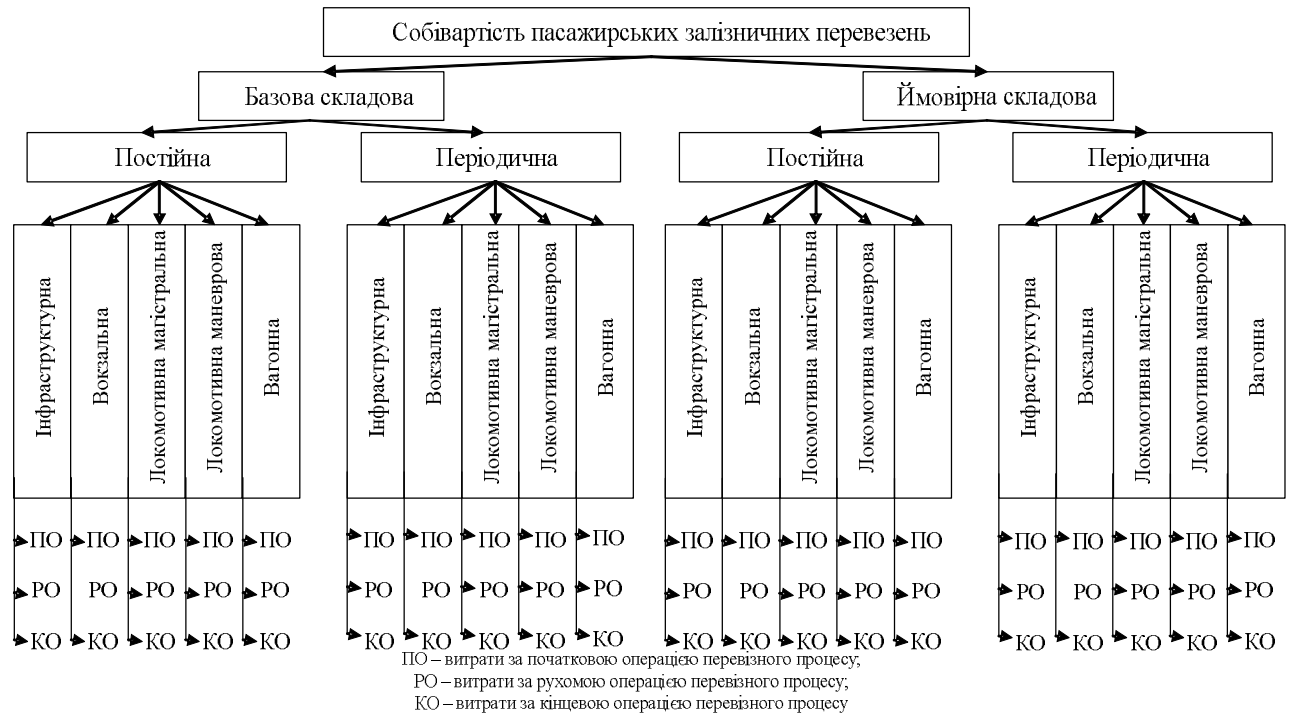 Собівартість пасажирських залізничних перевезень
Базова складова
Ймовірна складова
Постійна
Періодична
Постійна
Періодична
Інфраструктурна
Вокзальна
Локомотивна магістральна
Локомотивна маневрова
Вагонна
Інфраструктурна
Вокзальна
Локомотивна магістральна
Локомотивна маневрова
Вагонна
Інфраструктурна
Вокзальна
Локомотивна магістральна
Локомотивна маневрова
Вагонна
Інфраструктурна
Вокзальна
Локомотивна магістральна
Локомотивна маневрова
Вагонна
ПО ПО ПО ПО ПО ПО ПО ПО ПО ПО ПО ПО ПО ПО ПО ПО ПО ПО ПО ПО
РО РО РО РО РО РО РО РО РО РО РО РО РО РО РО РО РО РО РО РО
КО КО КО КО КО КО КО КО КО КО КО КО КО КО КО КО КО КО КО КО
ПО – витрати за початковою операцією перевізного процесу;
РО – витрати за рухомою операцією перевізного процесу;
КО – витрати за кінцевою операцією перевізного процесу